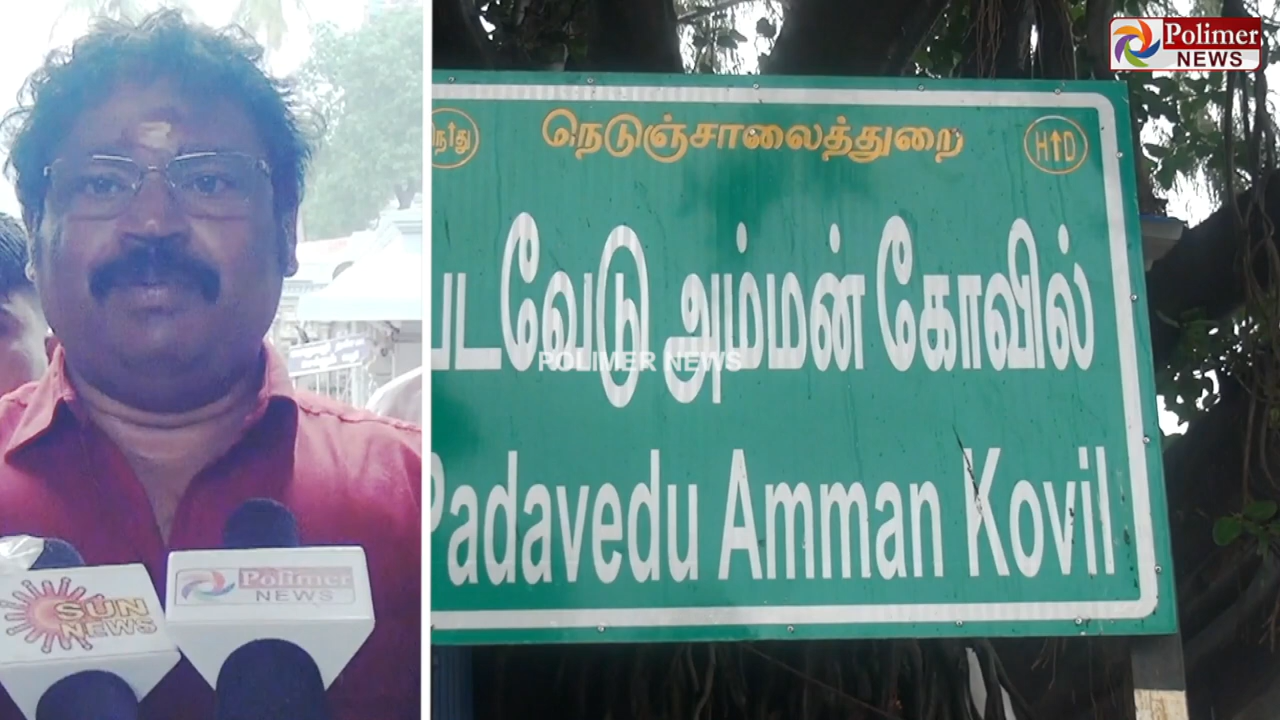 Polimer
NEWS
நெ↑து
நெடுஞ்சாலைத்துறை
H↑D
படவேடு அம்மன் கோவில்
POLIMER NEWS
Padavedu Amman Kovil
SUN
NEWS
Polimer
NEWS